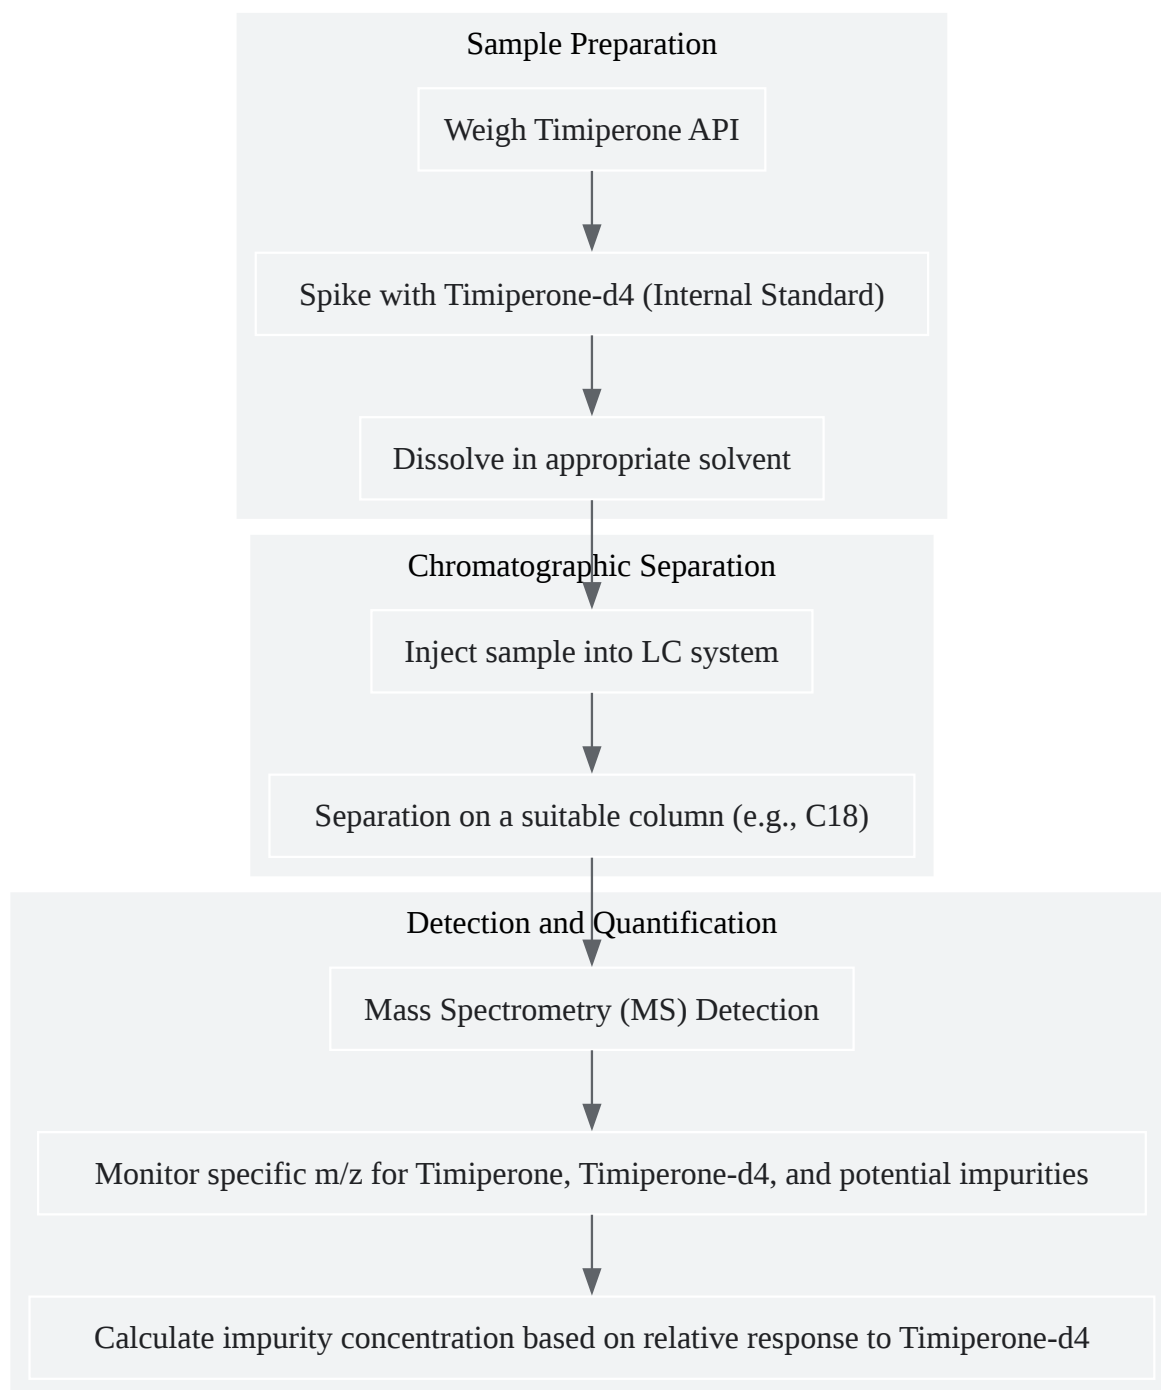 Sample Preparation
Weigh Timiperone API
Spike with Timiperone-d4 (Internal Standard)
Dissolve in appropriate solvent
Chromatographic Separation
Inject sample into LC system
Separation on a suitable column (e.g., C18)
Detection and Quantification
Mass Spectrometry (MS) Detection
Monitor specific m/z for Timiperone, Timiperone-d4, and potential impurities
Calculate impurity concentration based on relative response to Timiperone-d4